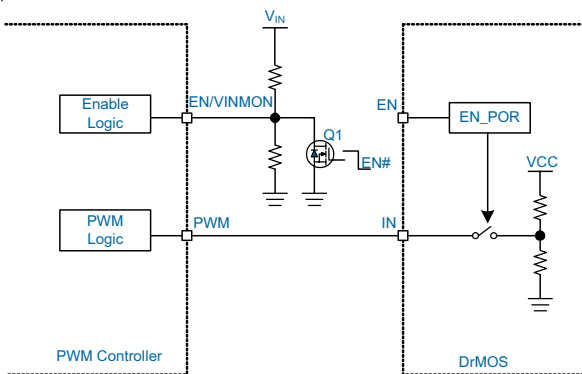 VIN
Enable
Logic
EN/VINMON
EN
EN_POR
Q1
EN#
VCC
PWM
Logic
PWM
IN
PWM Controller
DrMOS